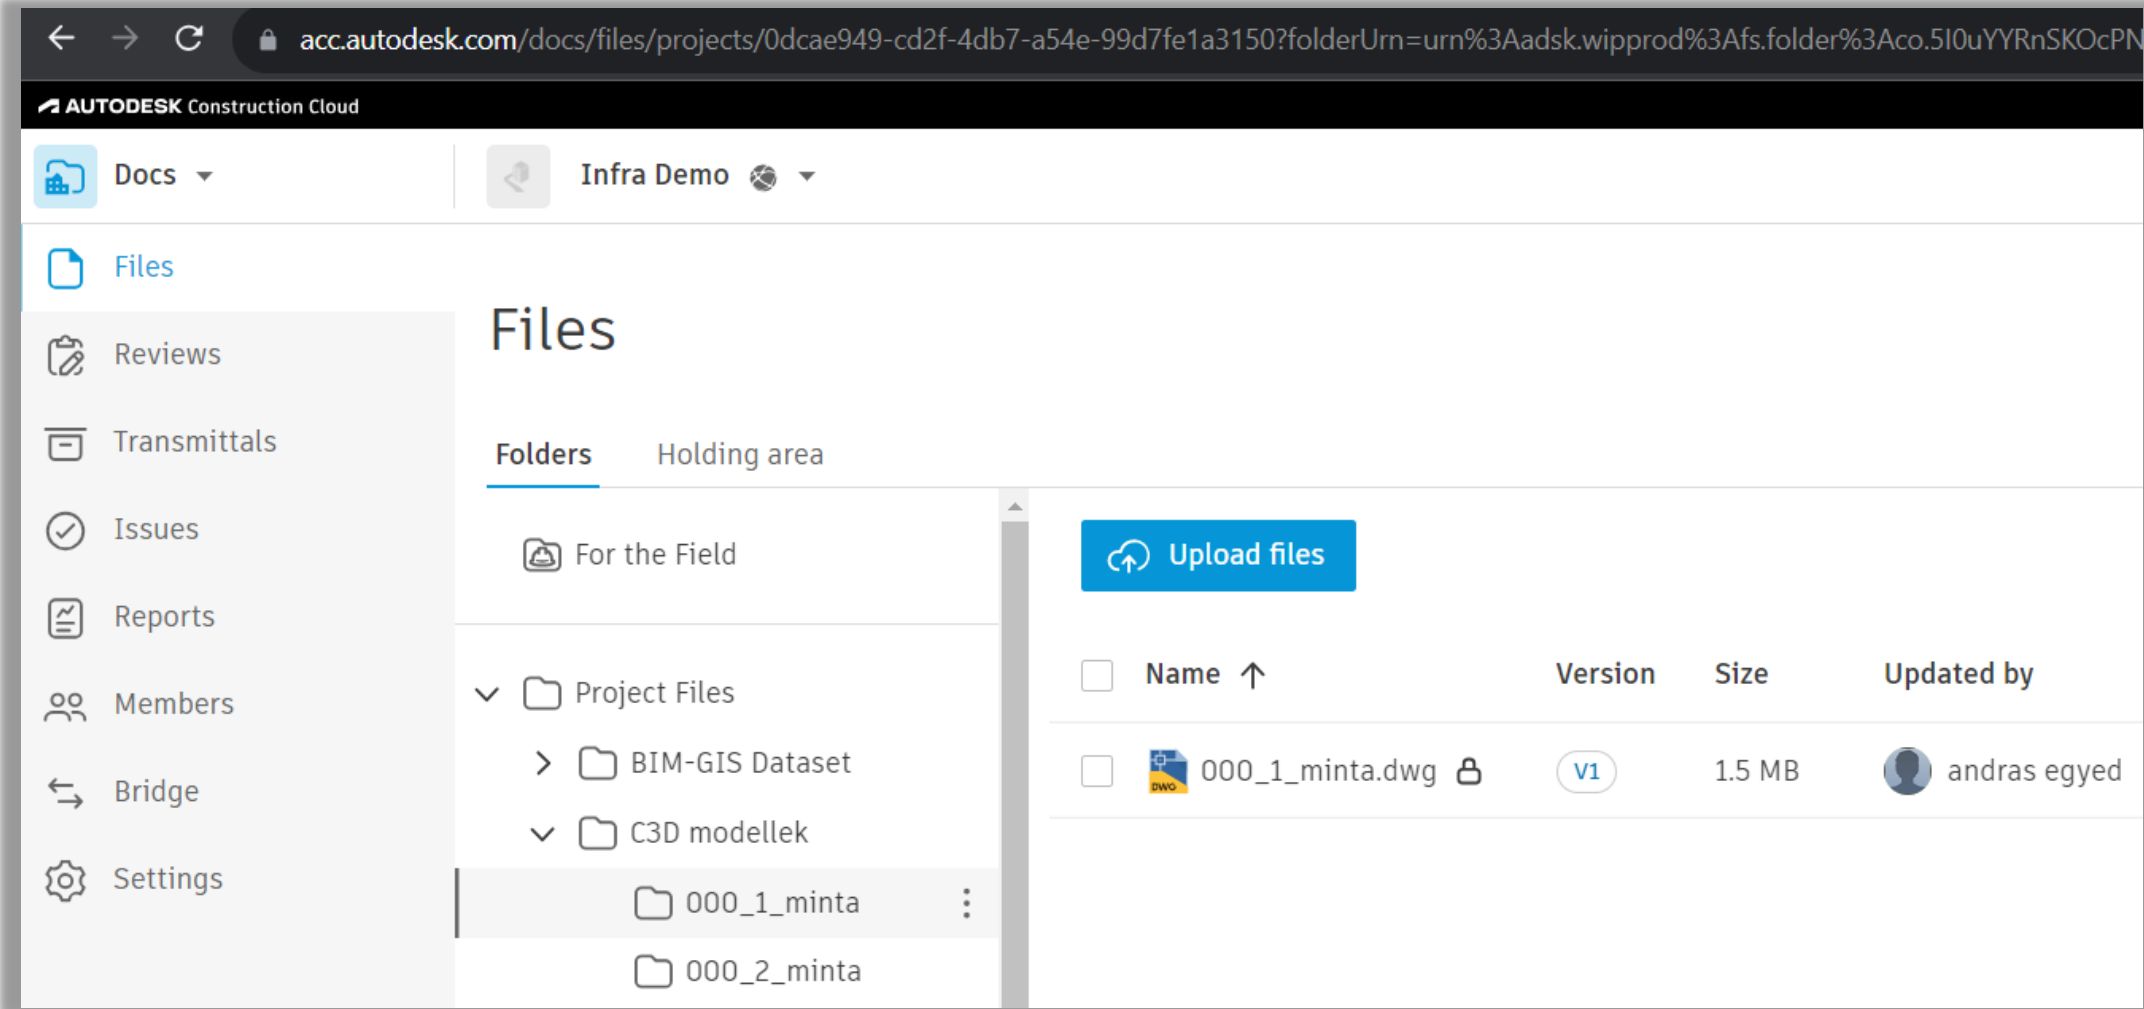 acc.autodesk.com/docs/files/projects/0dcae949-cd2f-4db7-a54e-99d7fe1a3150?folderUrn=urn%3Aadsk.wipprod%3Afs.folder%3Aco.5I0uYYRnSKOcPN
AUTODESK Construction Cloud
Docs
Infra Demo
Files
Reviews
Transmittals
Issues
Reports
Members
Bridge
Settings
Files
Folders Holding area
For the Field
Project Files
BIM-GIS Dataset
C3D modellek
000_1_minta
000_2_minta
Upload files
Name Version Size Updated by
DWG 000_1_minta.dwg V1 1.5 MB andras egyed